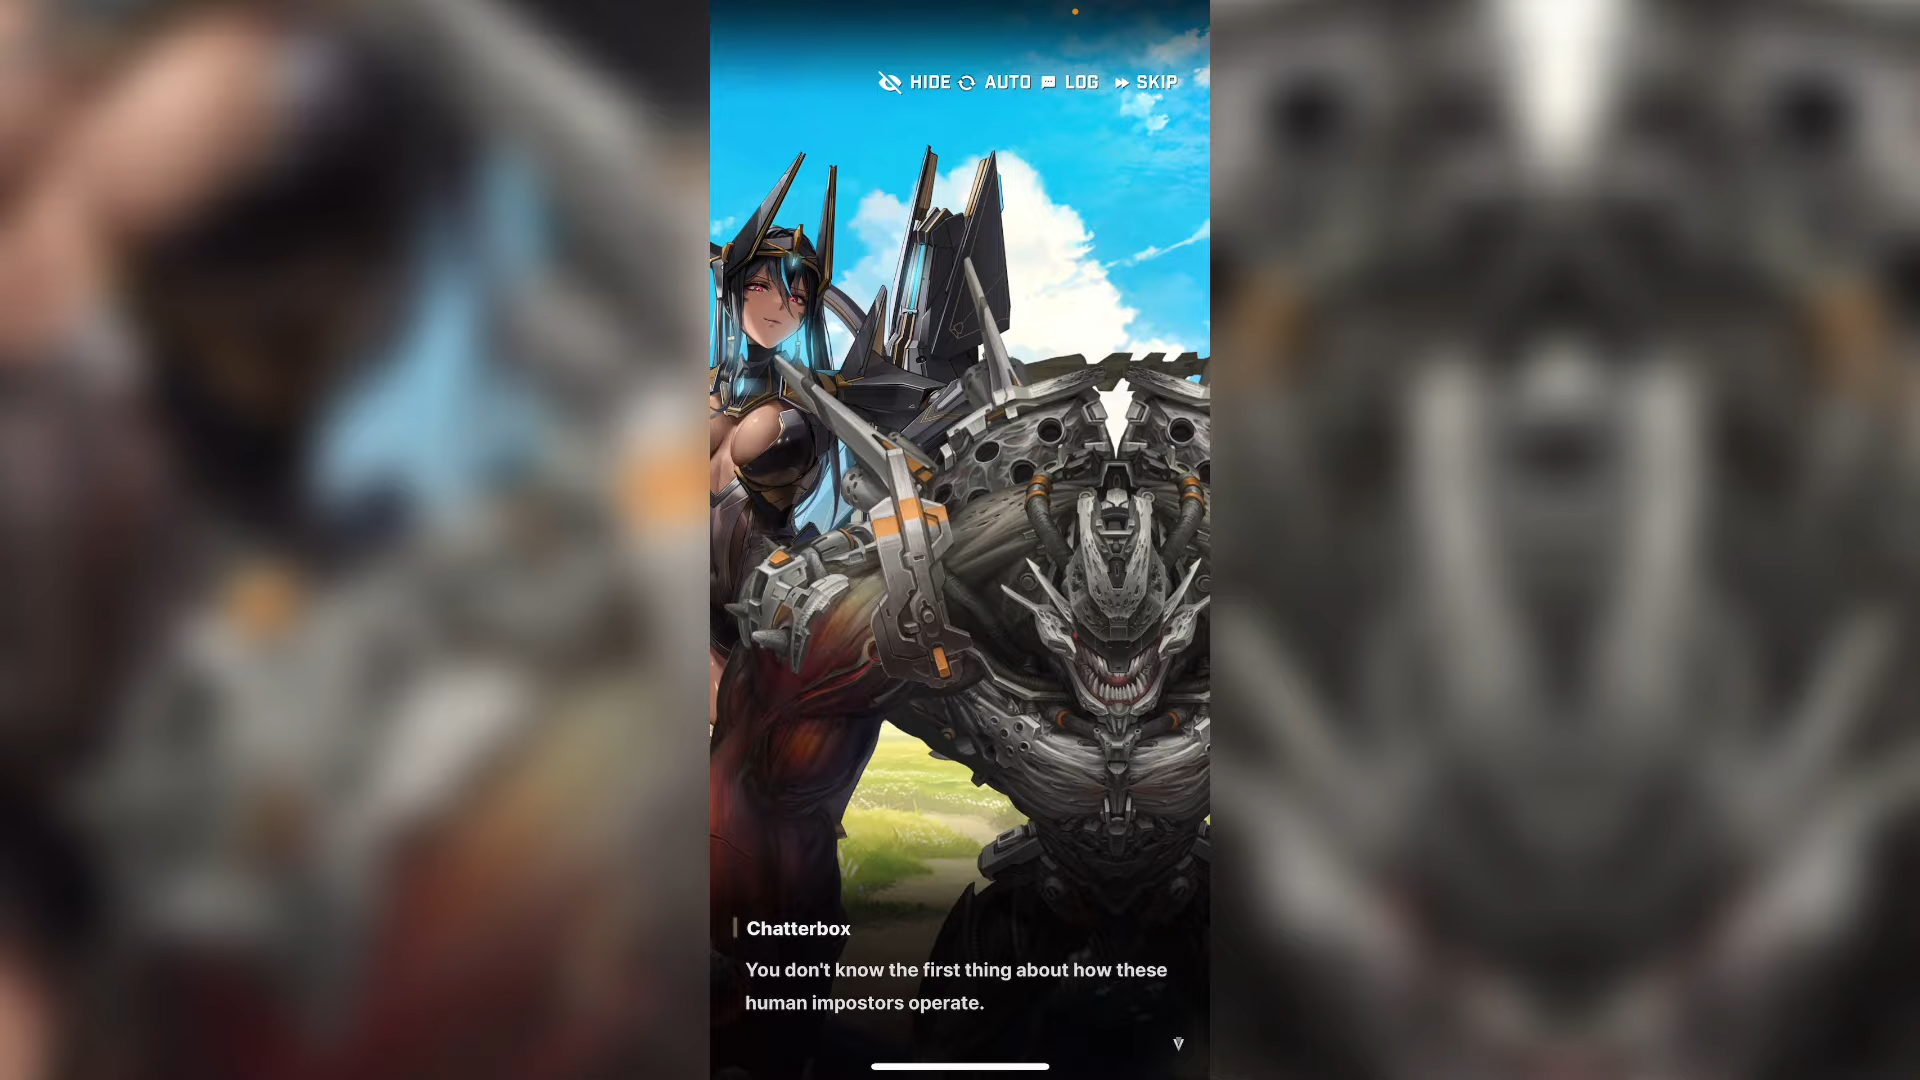 HIDE AUTO LOG SKIP
Chatterbox
You don't know the first thing about how these
human impostors operate.